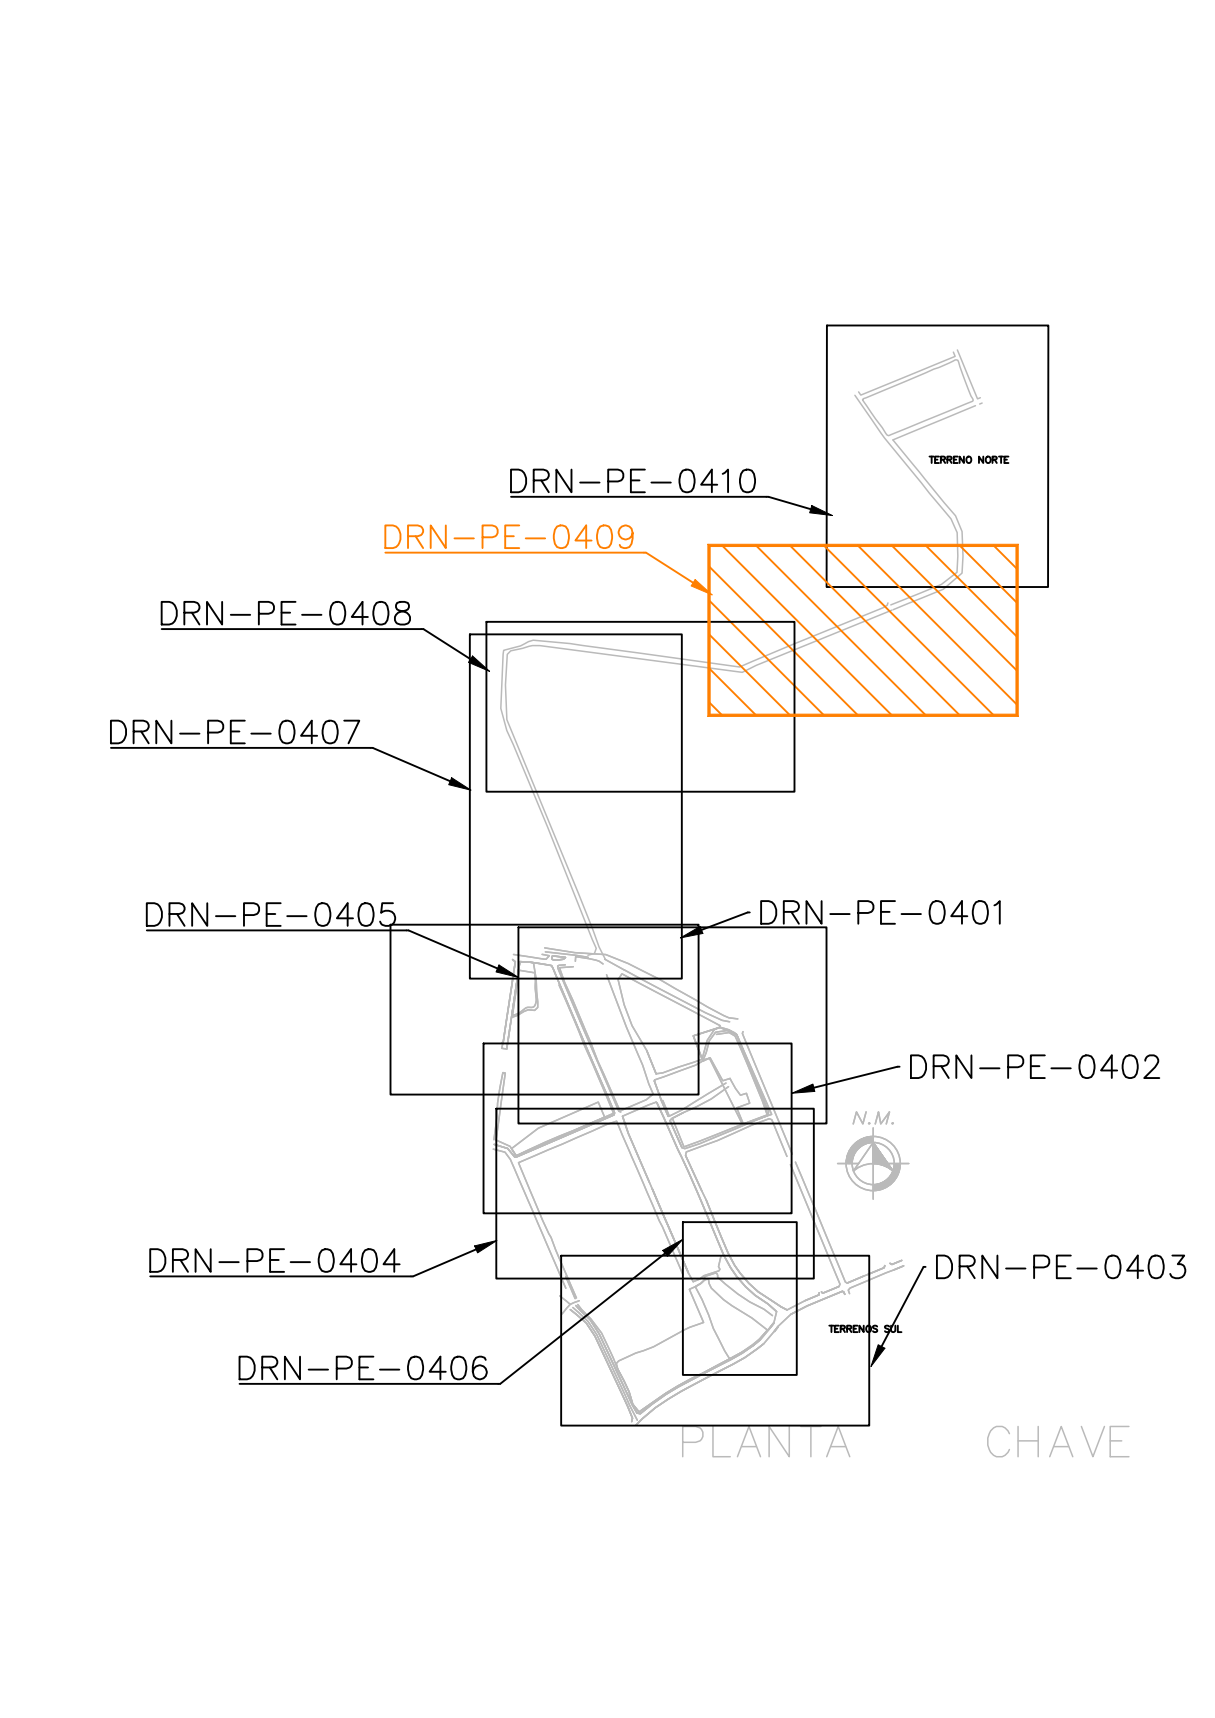 TERRENO NORTE
DRN-PE-0410
DRN-PE-0409
DRN-PE-0408
DRN-PE-0407
DRN-PE-0405
DRN-PE-0401
DRN-PE-0402
N.M.
DRN-PE-0404
DRN-PE-0403
TERRENOS SUL
DRN-PE-0406
PLANTA CHAVE